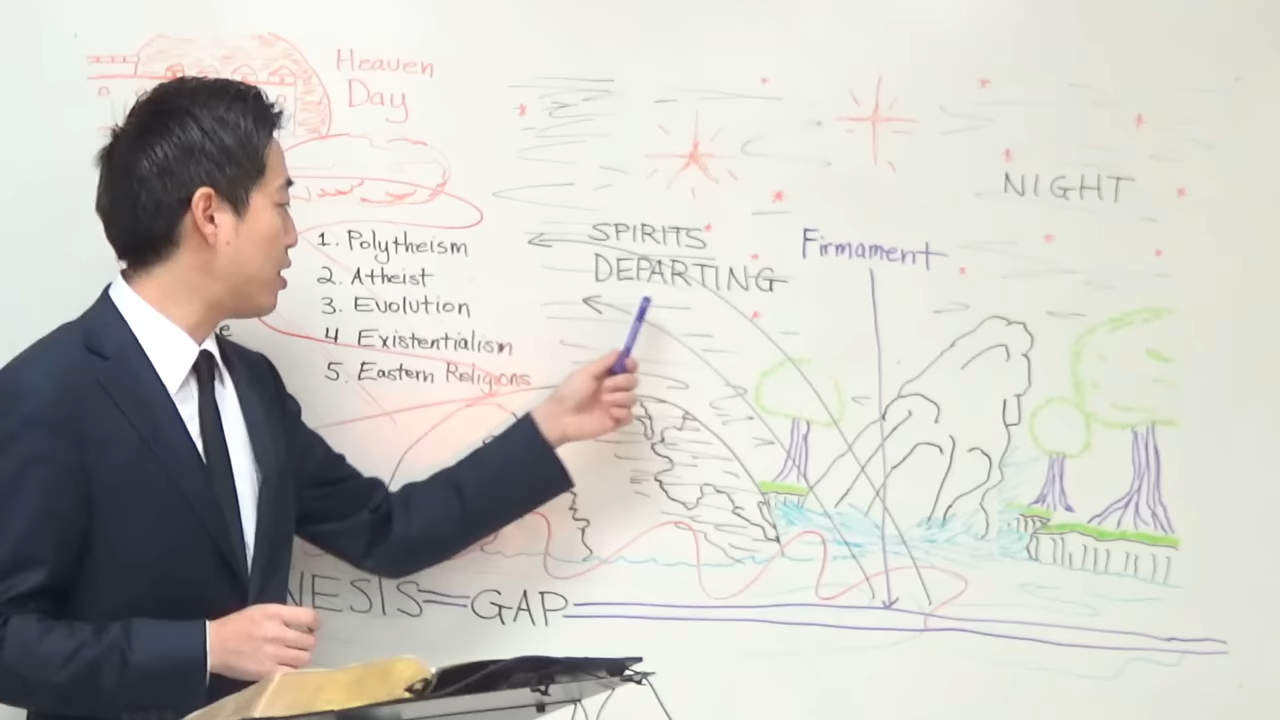 Heaven
Day
NIGHT
SPIRITS
DEPARTING
Firmament
1. Polytheism
2. Atheist
3. Evolution
4 Existentialism
5. Eastern Religions
NESIS=GAP